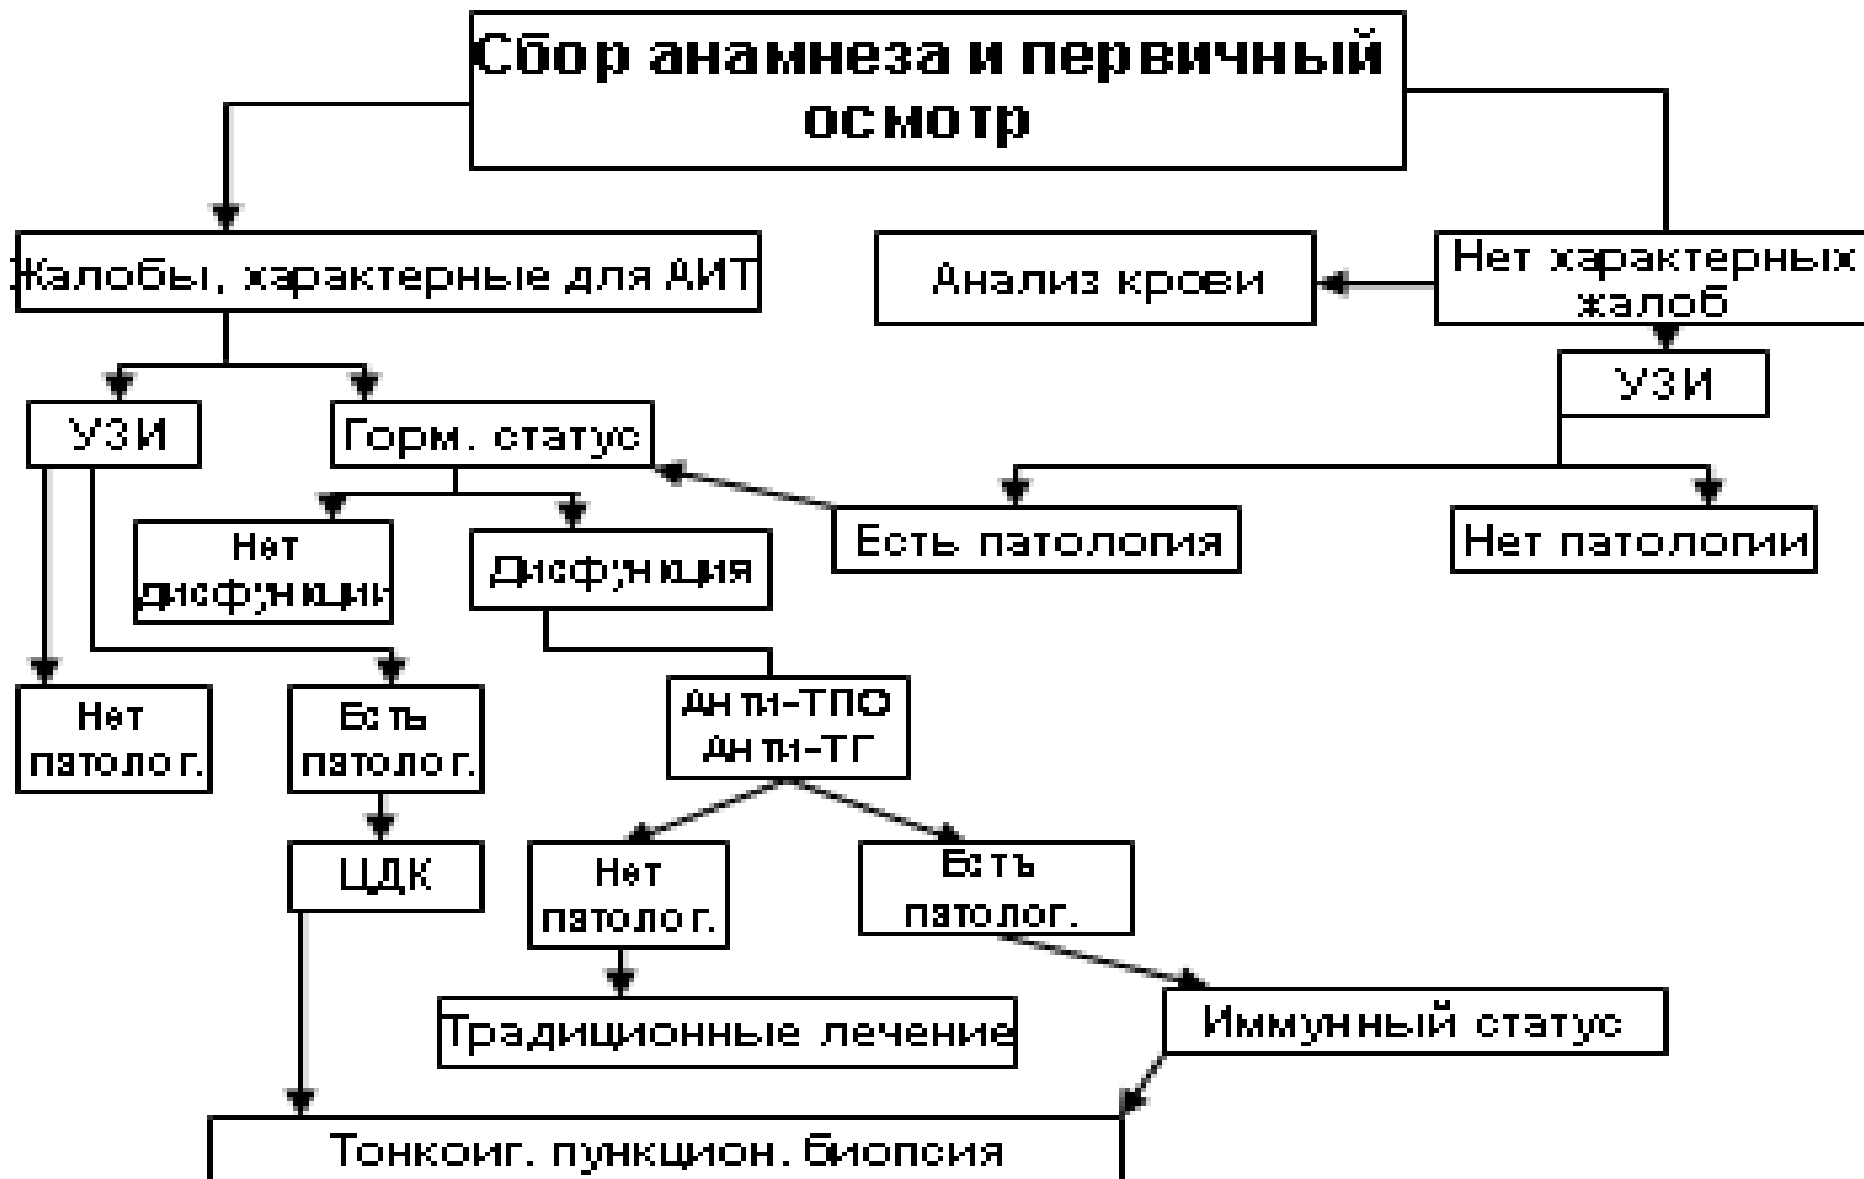 Сбор анамнеза и первичный
осмотр
Жалобы, характерные для АИТ
Анализ крови
Нет характерных
жалоб
УЗИ
УЗИ
Горм. статус
Нет
дисфункции
Дисфункция
Есть патология
Нет патологии
Нет
патолог.
Есть
патолог.
Анти-ТПО
Анти-ТГ
ЦДК
Нет
патолог.
Есть
патолог.
Традиционные лечение
Иммунный статус
Тонкоиг. пункцион. биопсия